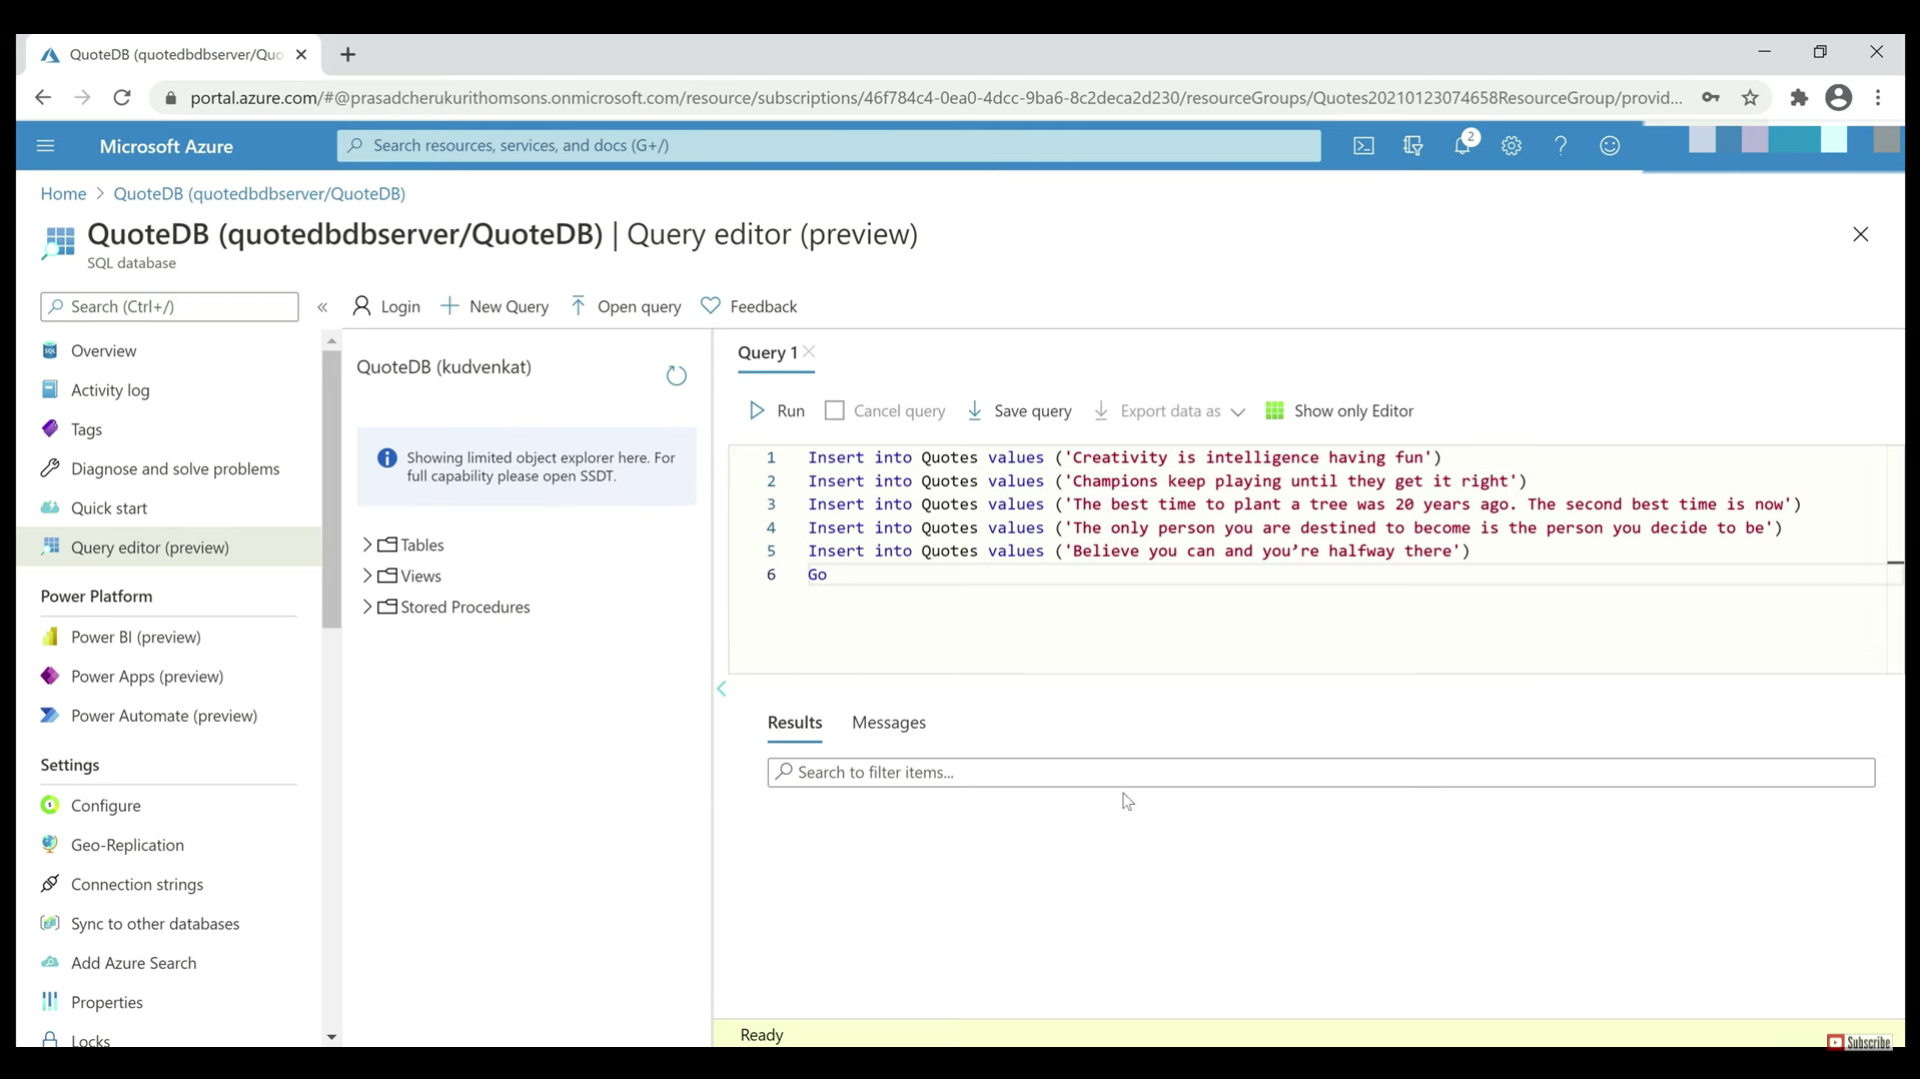 QuoteDB (quotedbdbserver/Quo
portal.azure.com/#@prasadcherukurithomsons.onmicrosoft.com/resource/subscriptions/46f784c4-0ea0-4dcc-9ba6-8c2deca2d230/resourceGroups/Quotes20210123074658ResourceGroup/provid...
Microsoft Azure
Search resources, services, and docs (G+/)
2
Home > QuoteDB (quotedbdbserver/QuoteDB)
QuoteDB (quotedbdbserver/QuoteDB) | Query editor (preview)
SQL database
Search (Ctrl+/)
«
Login
New Query
Open query
Feedback
Overview
Activity log
Tags
Diagnose and solve problems
Quick start
Query editor (preview)
Power Platform
Power BI (preview)
Power Apps (preview)
Power Automate (preview)
Settings
Configure
Geo-Replication
Connection strings
Sync to other databases
Add Azure Search
Properties
Locks
QuoteDB (kudvenkat)
Showing limited object explorer here. For
full capability please open SSDT.
Tables
Views
Stored Procedures
Query 1
Run
Cancel query
Save query
Export data as
Show only Editor
1 Insert into Quotes values ('Creativity is intelligence having fun')
2 Insert into Quotes values ('Champions keep playing until they get it right')
3 Insert into Quotes values ('The best time to plant a tree was 20 years ago. The second best time is now')
4 Insert into Quotes values ('The only person you are destined to become is the person you decide to be')
5 Insert into Quotes values ('Believe you can and you’re halfway there')
6 Go
Results
Messages
Search to filter items...
Ready
Subscribe